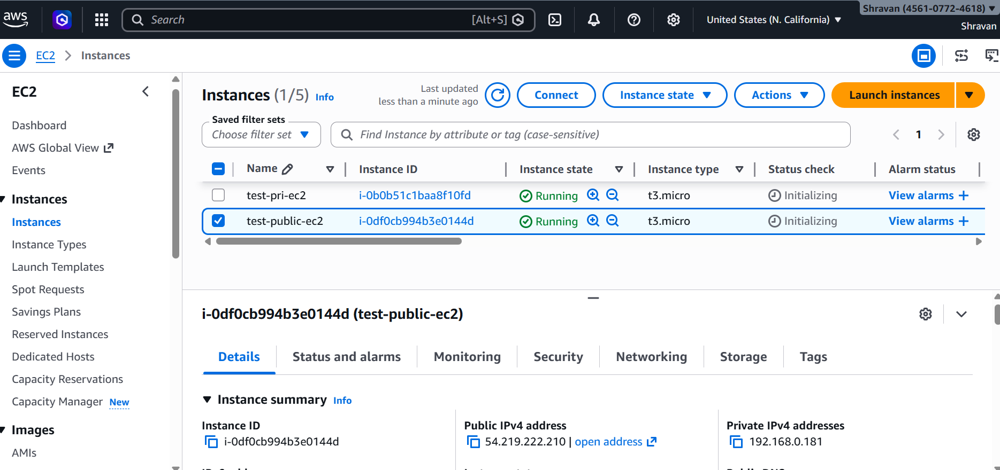 aws
Search
[Alt+S]
United States (N. California)
Shravan (4561-0772-4618)
Shravan
EC2
Instances
EC2
Dashboard
AWS Global View
Events
Instances
Instances
Instance Types
Launch Templates
Spot Requests
Savings Plans
Reserved Instances
Dedicated Hosts
Capacity Reservations
Capacity Manager New
Images
AMIs
Instances (1/5) Info
Last updated
less than a minute ago
Connect
Instance state
Actions
Launch instances
Saved filter sets
Choose filter set
Find Instance by attribute or tag (case-sensitive)
1
Name Instance ID Instance state Instance type Status check Alarm status
test-pri-ec2 i-0b0b51c1baa8f10fd Running t3.micro Initializing View alarms +
test-public-ec2 i-0df0cb994b3e0144d Running t3.micro Initializing View alarms +
i-0df0cb994b3e0144d (test-public-ec2)
Details Status and alarms Monitoring Security Networking Storage Tags
Instance summary Info
Instance ID
i-0df0cb994b3e0144d
Public IPv4 address
54.219.222.210 | open address
Private IPv4 addresses
192.168.0.181